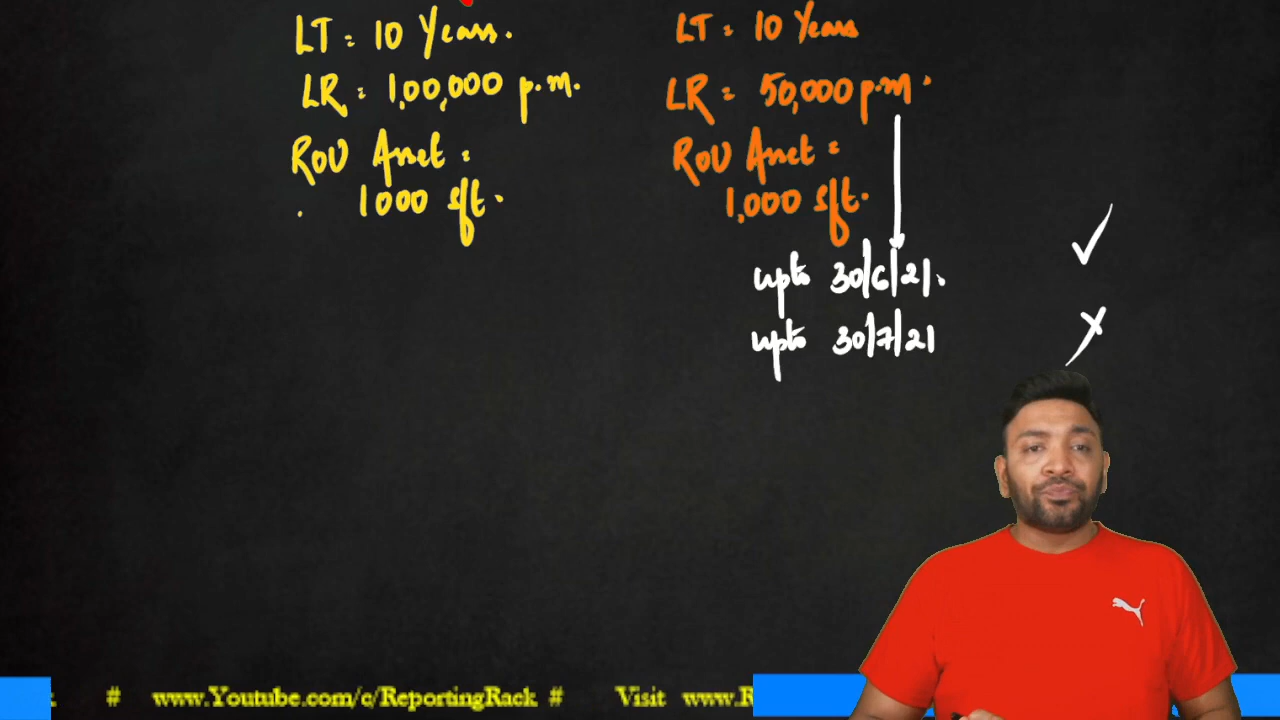 LT = 10 Years.
LR = 1,00,000 p.m.
ROU Asset =
1000 sft.
LT = 10 Years
LR = 50,000 p.m.
ROU Asset =
1,000 sft.
upto 30/6/21.
upto 30/7/21
# www.Youtube.com/c/ReportingRack # Visit www.R